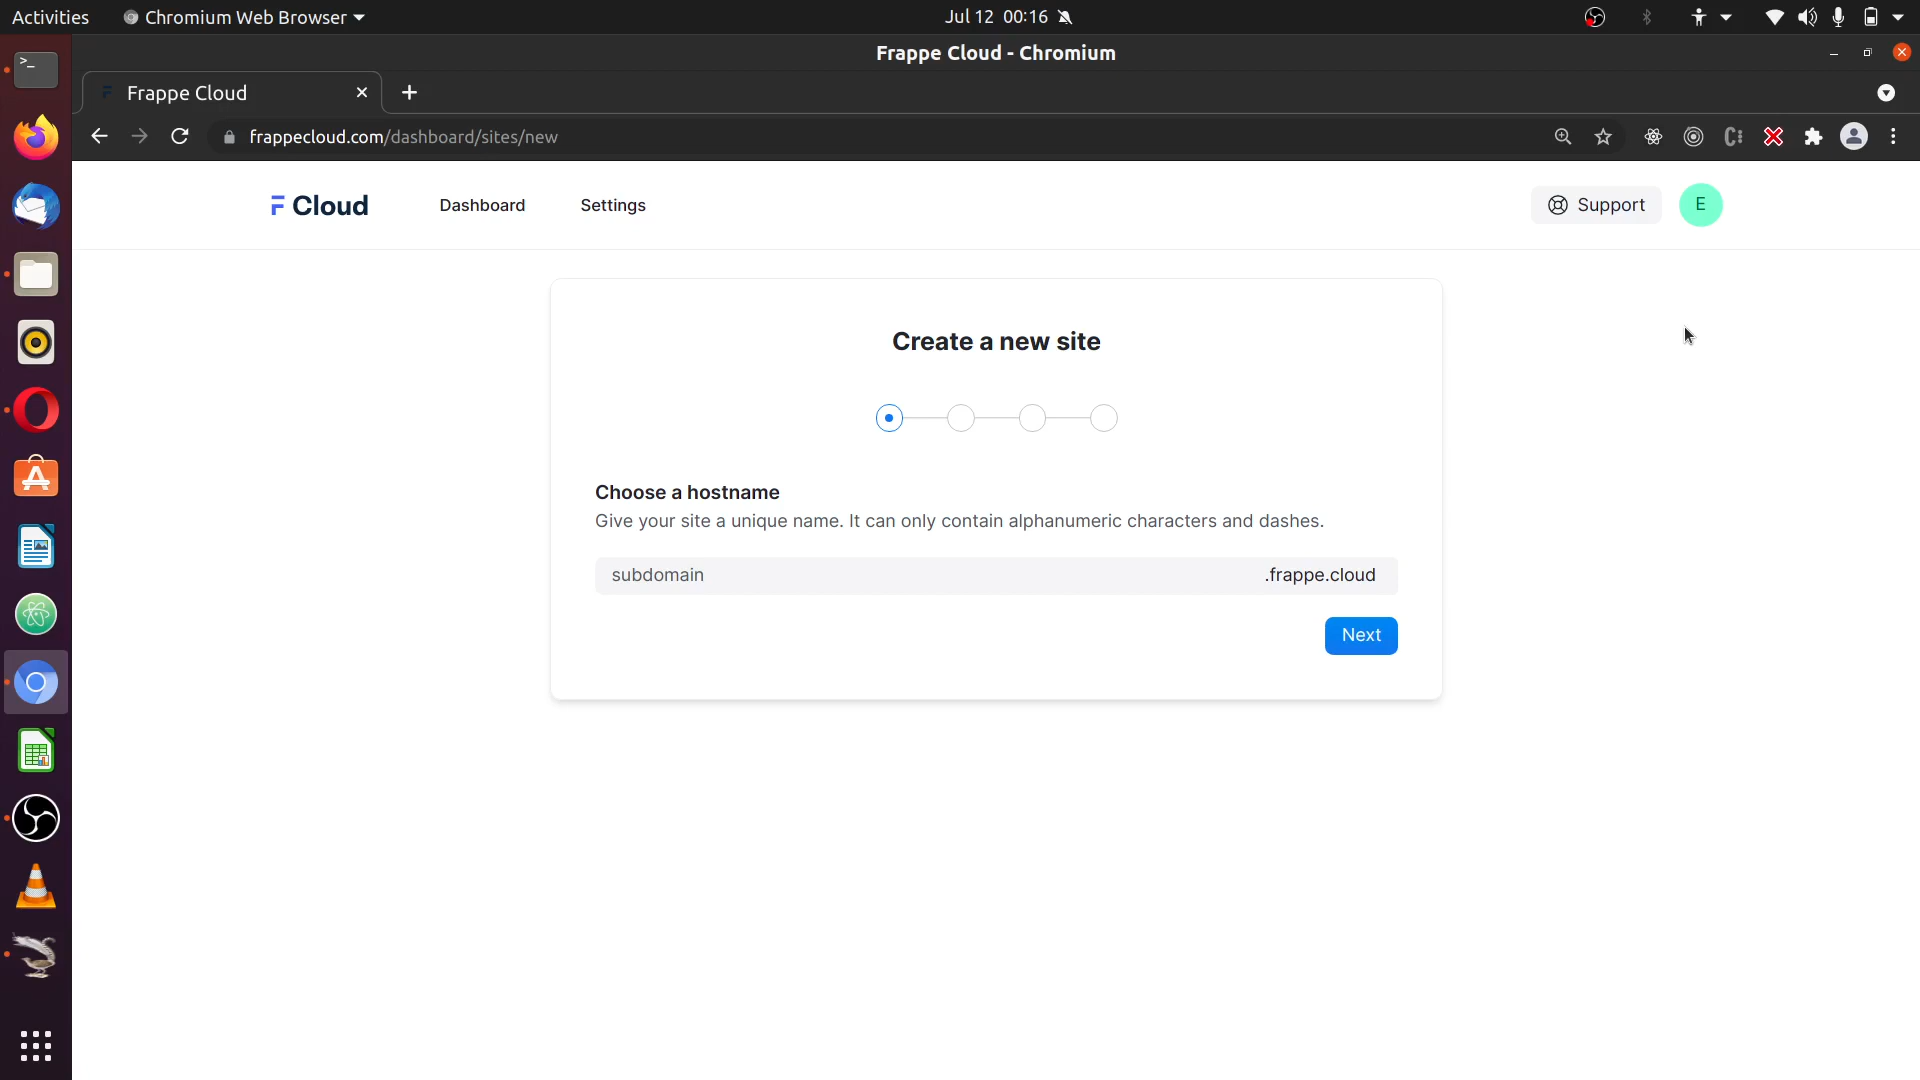 Activities
Chromium Web Browser
Jul 12 00:16
Frappe Cloud - Chromium
Frappe Cloud
frappecloud.com/dashboard/sites/new
Cloud
Dashboard
Settings
Support
E
Create a new site
Choose a hostname
Give your site a unique name. It can only contain alphanumeric characters and dashes.
subdomain
.frappe.cloud
Next